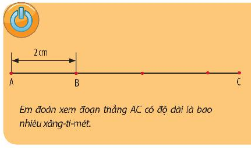 2 cm
A B C
Em đoán xem đoạn thẳng AC có độ dài là bao
nhiêu xăng-ti-mét.